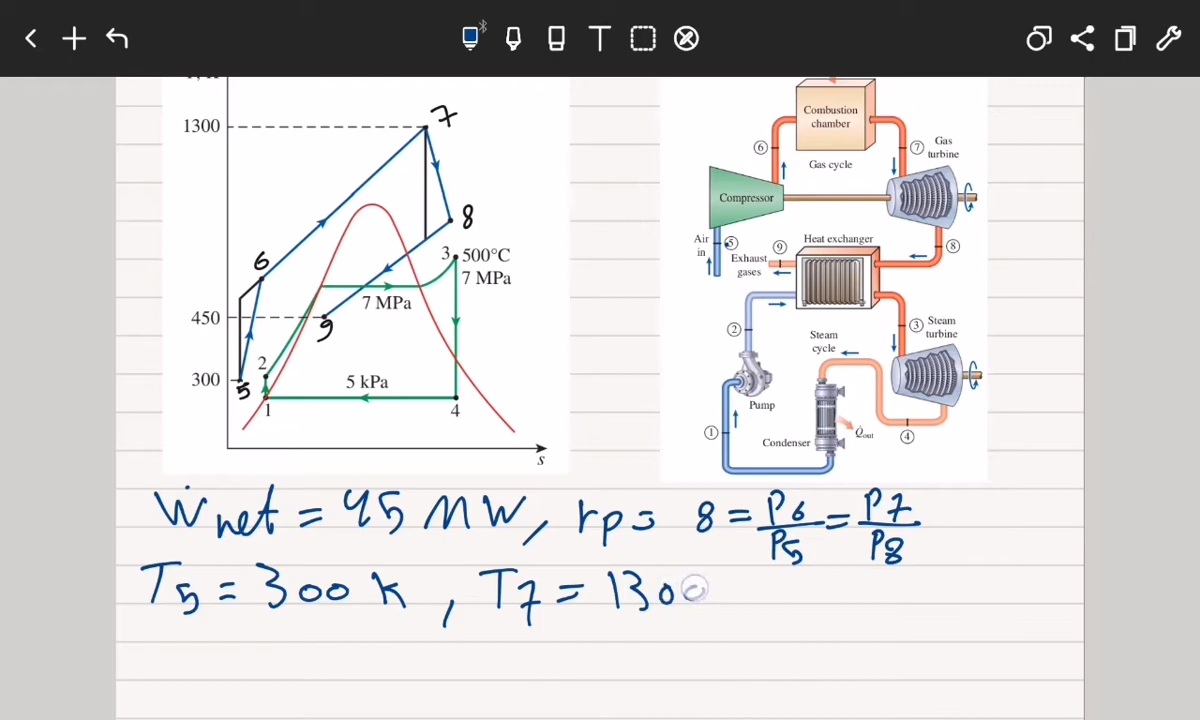 1300
7
6
8
3
500°C
7 MPa
7 MPa
450
9
2
300
5
5 kPa
1
4
s
Combustion
chamber
6
7
Gas
turbine
Gas cycle
Compressor
Air
in
5
9
Heat exchanger
8
Exhaust
gases
2
3
Steam
turbine
Steam
cycle
Pump
1
Condenser
Q̇out
4
Ẇnet = 45 MW, rp= 8 = P6/P5 = P7/P8
T5 = 300 k, T7 = 1300